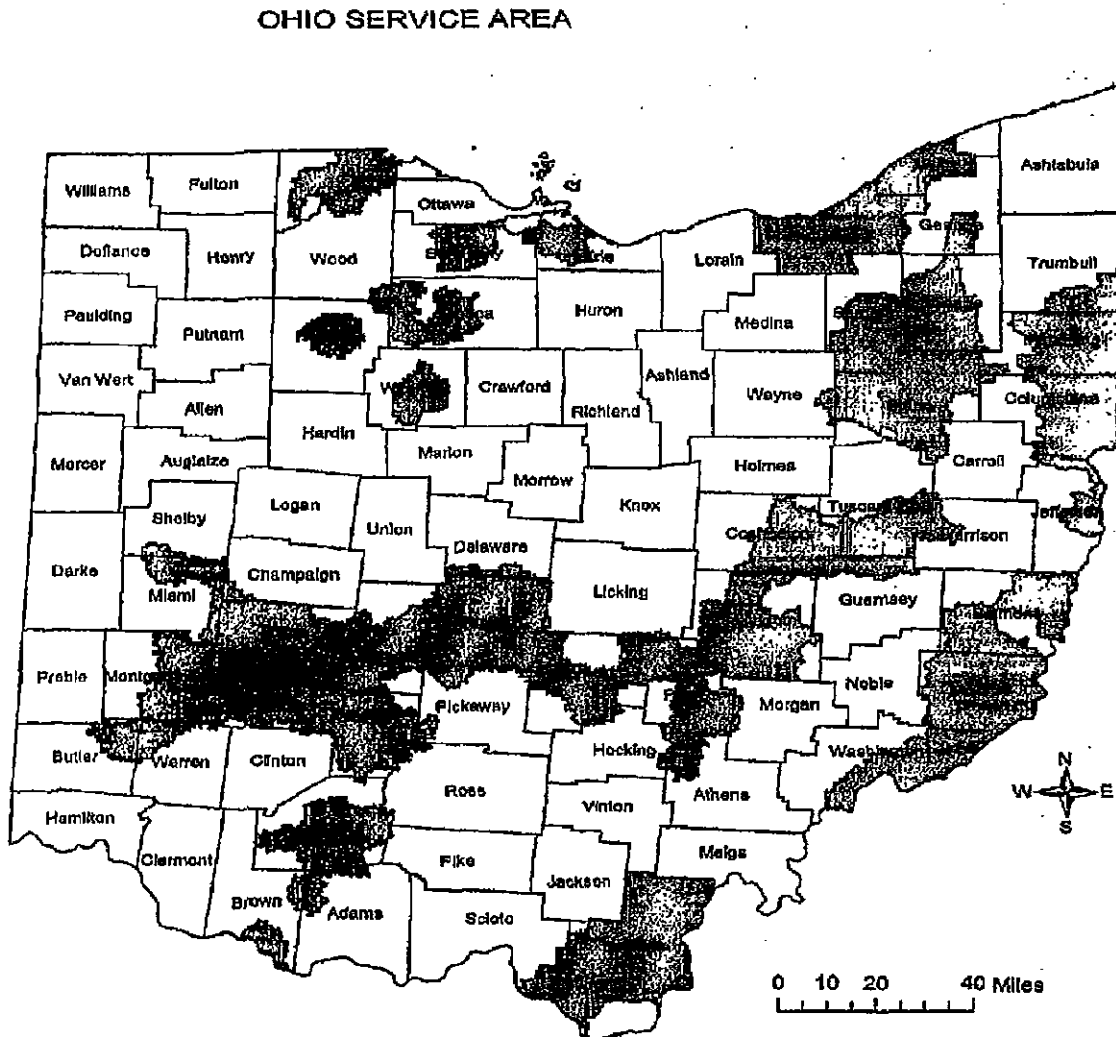 OHIO SERVICE AREA
Ashtabula
Williams
Fulton
Ottawa
Defiance
Henry
Wood
Lorain
Trumbull
Paulding
Putnam
Huron
Medina
Van Wert
Allen
Crawford
Ashland
Wayne
Richland
Hardin
Marion
Mercer
Auglaize
Holmes
Carroll
Morrow
Logan
Knox
Shelby
Union
Delaware
Darke
Champaign
Licking
Miami
Guernsey
Preble
Noble
Pickaway
Morgan
Hocking
Washington
Butler
Warren
Clinton
N
Ross
Athens
W E
Vinton
S
Hamilton
Clermont
Pike
Meigs
Jackson
Brown
Adams
Scioto
0 10 20 40 Miles